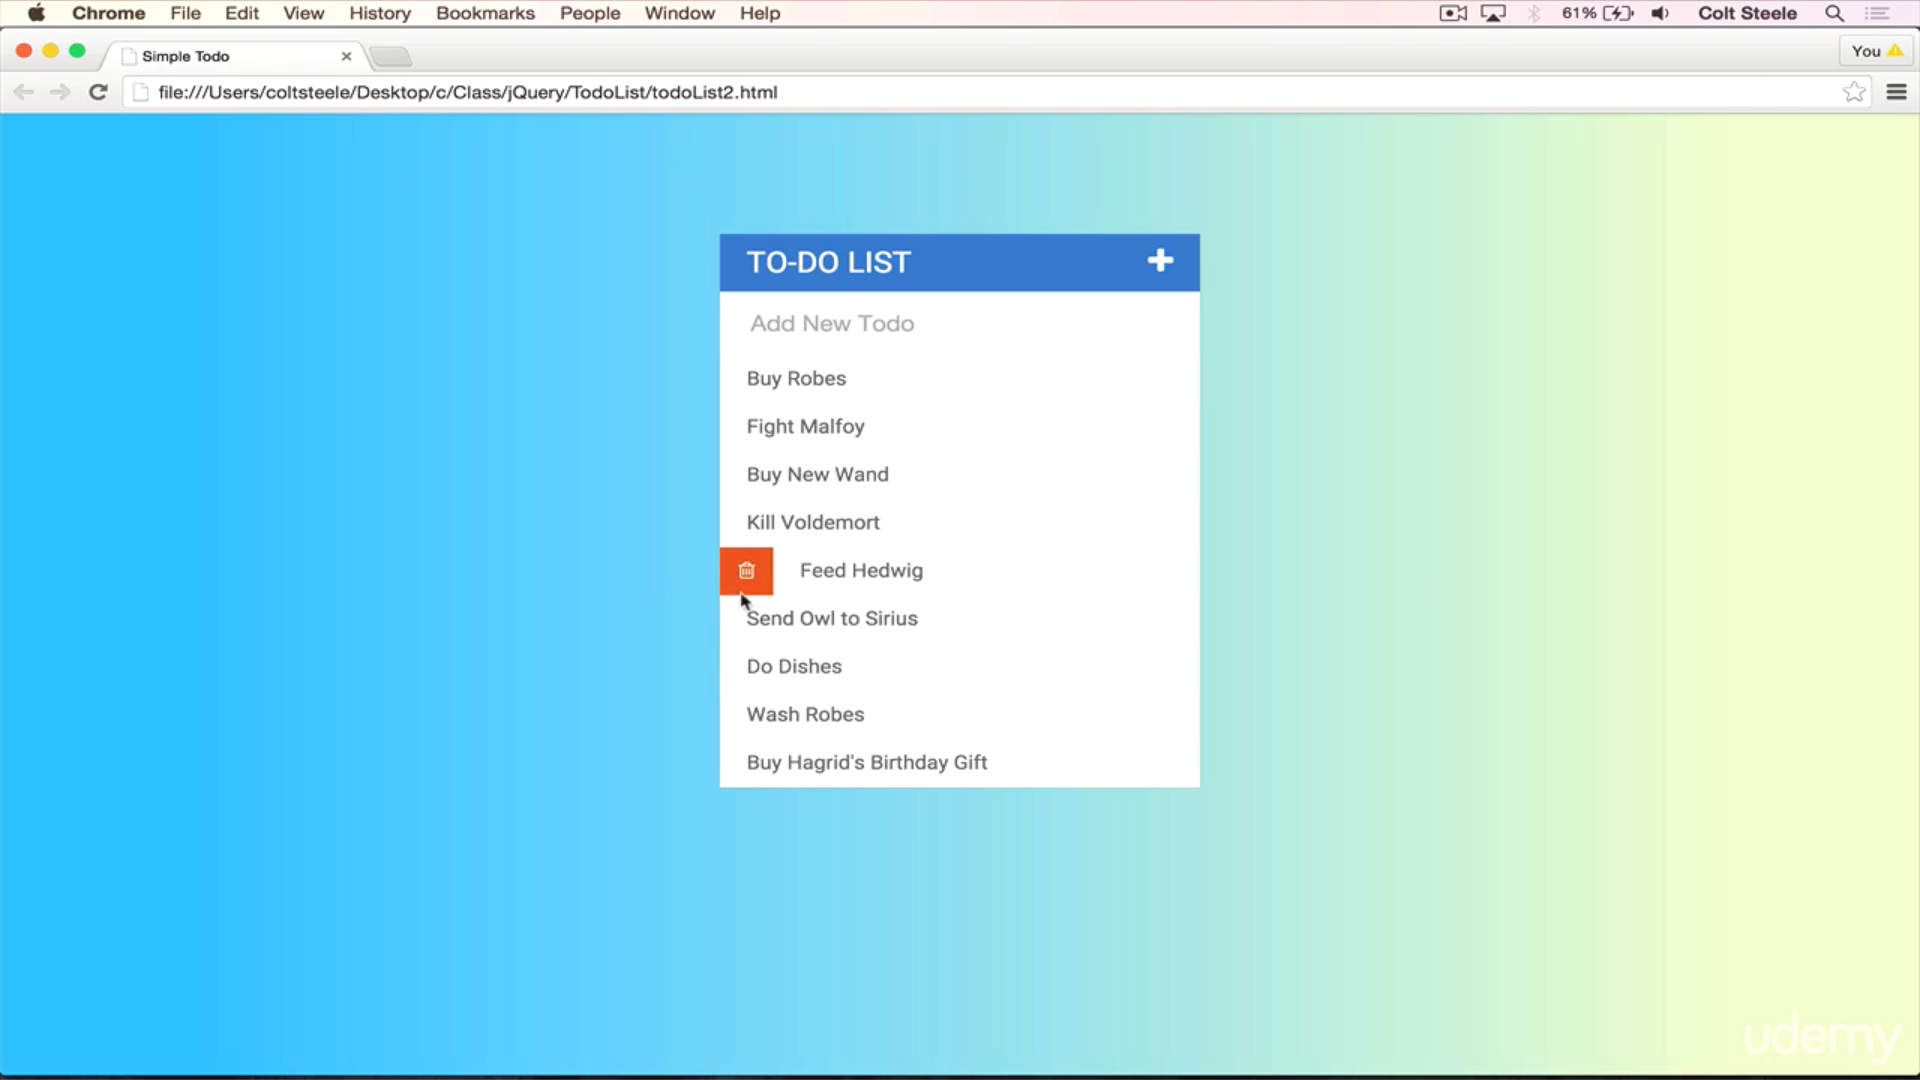 Chrome File Edit View History Bookmarks People Window Help 61% Colt Steele
Simple Todo You
file:///Users/coltsteele/Desktop/c/Class/jQuery/TodoList/todoList2.html
TO-DO LIST
Add New Todo
Buy Robes
Fight Malfoy
Buy New Wand
Kill Voldemort
Feed Hedwig
Send Owl to Sirius
Do Dishes
Wash Robes
Buy Hagrid's Birthday Gift
udemy